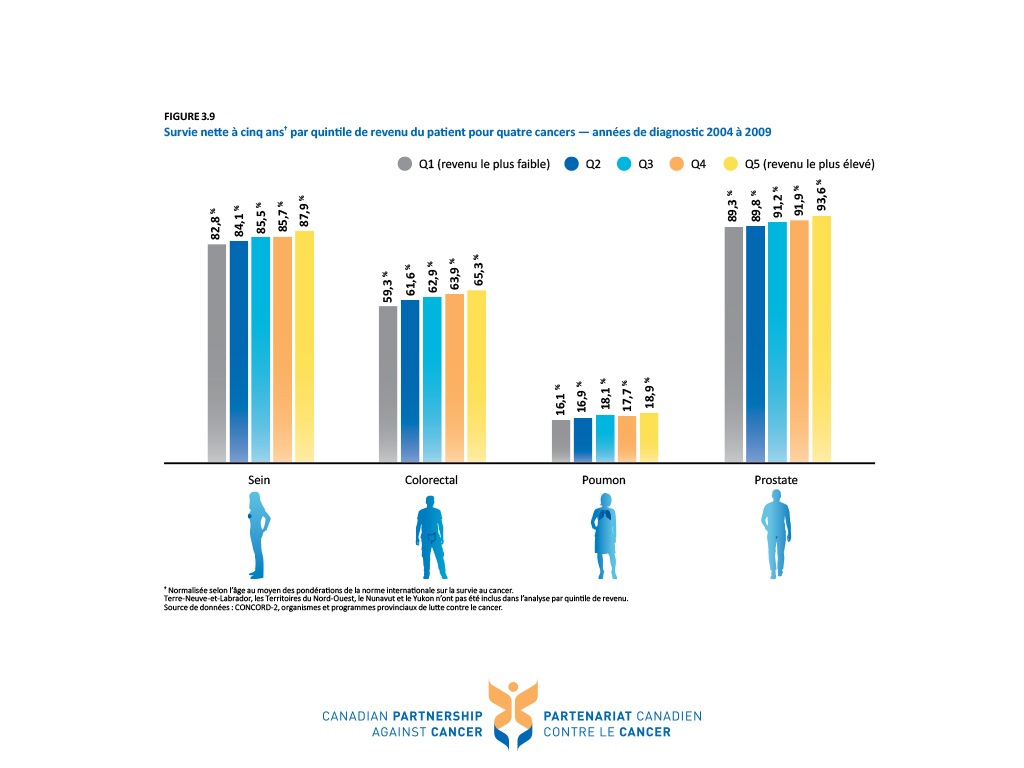 FIGURE 3.9
Survie nette à cinq ans† par quintile de revenu du patient pour quatre cancers — années de diagnostic 2004 à 2009
Q1 (revenu le plus faible) Q2 Q3 Q4 Q5 (revenu le plus élevé)
82,8 % 84,1 % 85,5 % 85,7 % 87,9 %
59,3 % 61,6 % 62,9 % 63,9 % 65,3 %
16,1 % 16,9 % 18,1 % 17,7 % 18,9 %
89,3 % 89,8 % 91,2 % 91,9 % 93,6 %
Sein Colorectal Poumon Prostate
† Normalisée selon l'âge au moyen des pondérations de la norme internationale sur la survie au cancer.
Terre-Neuve-et-Labrador, les Territoires du Nord-Ouest, le Nunavut et le Yukon n'ont pas été inclus dans l'analyse par quintile de revenu.
Source de données : CONCORD-2, organismes et programmes provinciaux de lutte contre le cancer.
CANADIAN PARTNERSHIP
AGAINST CANCER
PARTENARIAT CANADIEN
CONTRE LE CANCER